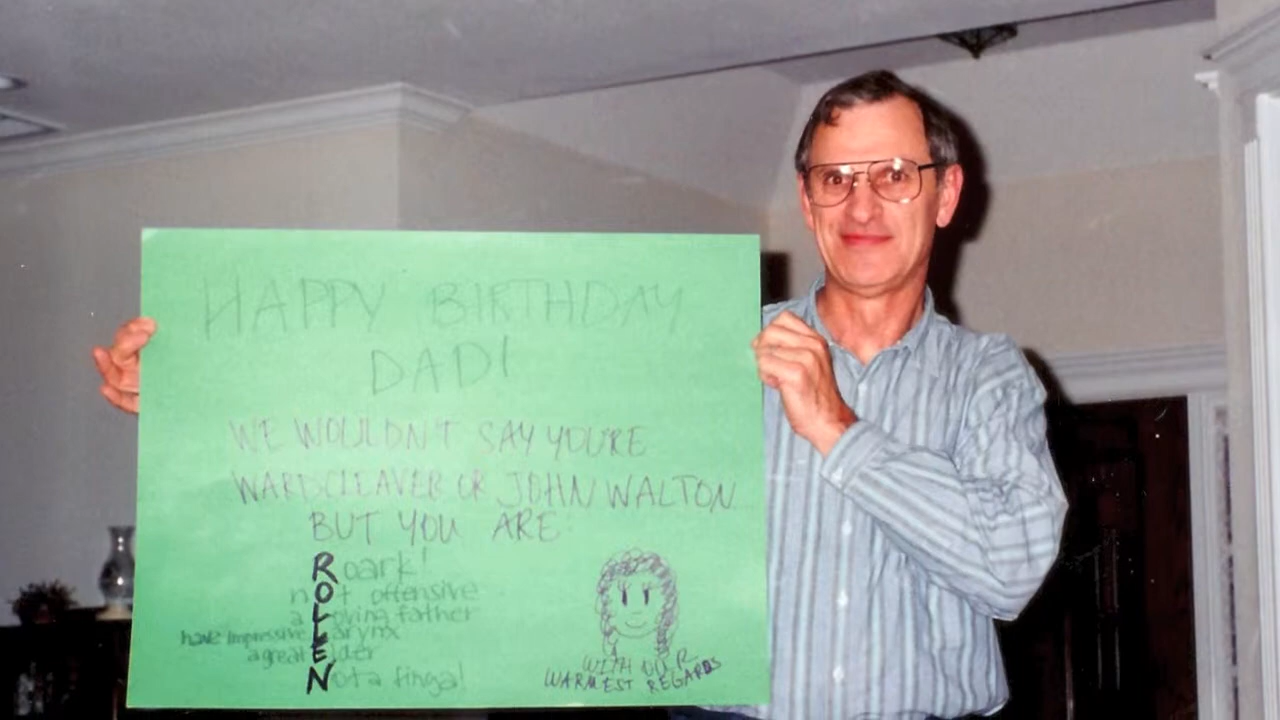 HAPPY BIRTHDAY
DAD!
WE WOULDN'T SAY YOU'RE
WARD CLEAVER OR JOHN WALTON
BUT YOU ARE
Roark!
nOt offensive
a Loving father
have impressive Larynx
a great Elder
Not a finga!
WITH OUR
WARMEST REGARDS